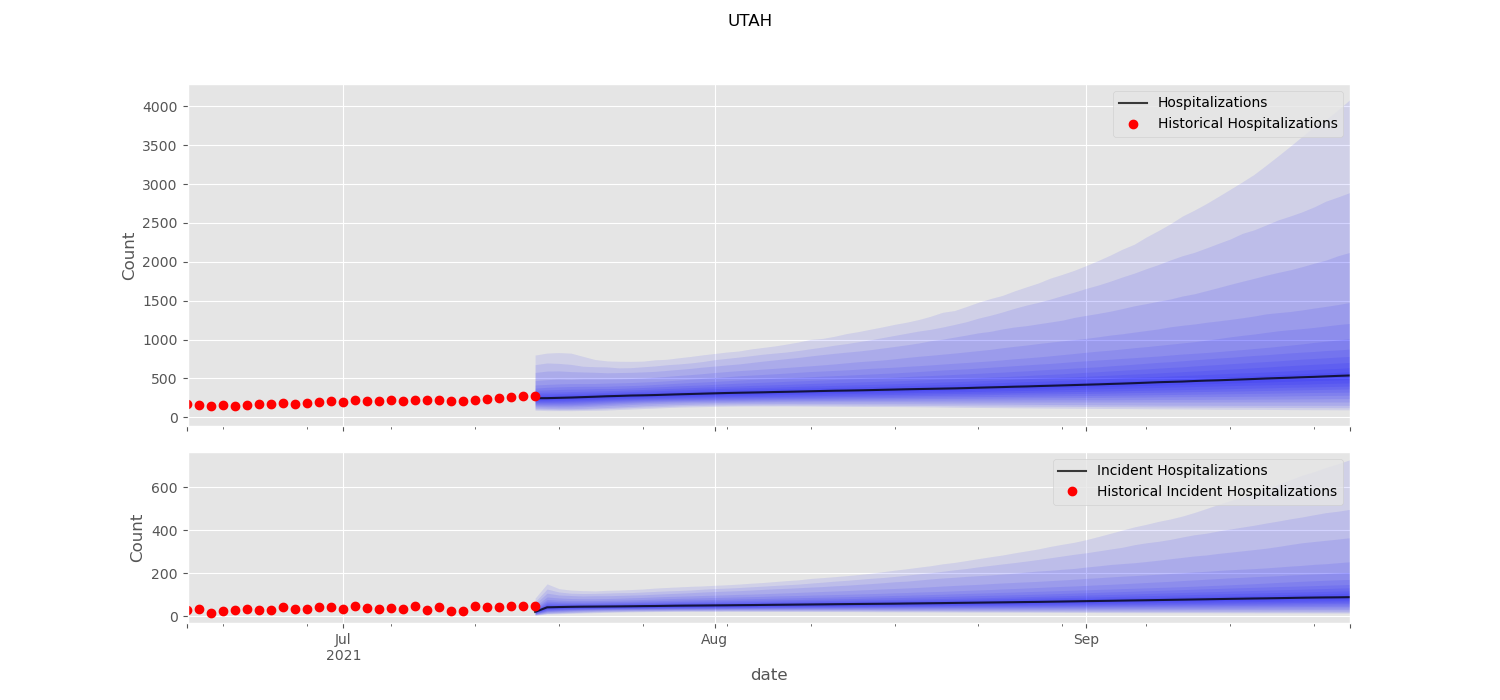 UTAH
4000
3500
3000
2500
2000
1500
1000
500
0
Count
Hospitalizations
Historical Hospitalizations
600
400
200
0
Count
Incident Hospitalizations
Historical Incident Hospitalizations
Jul
2021
Aug
Sep
date